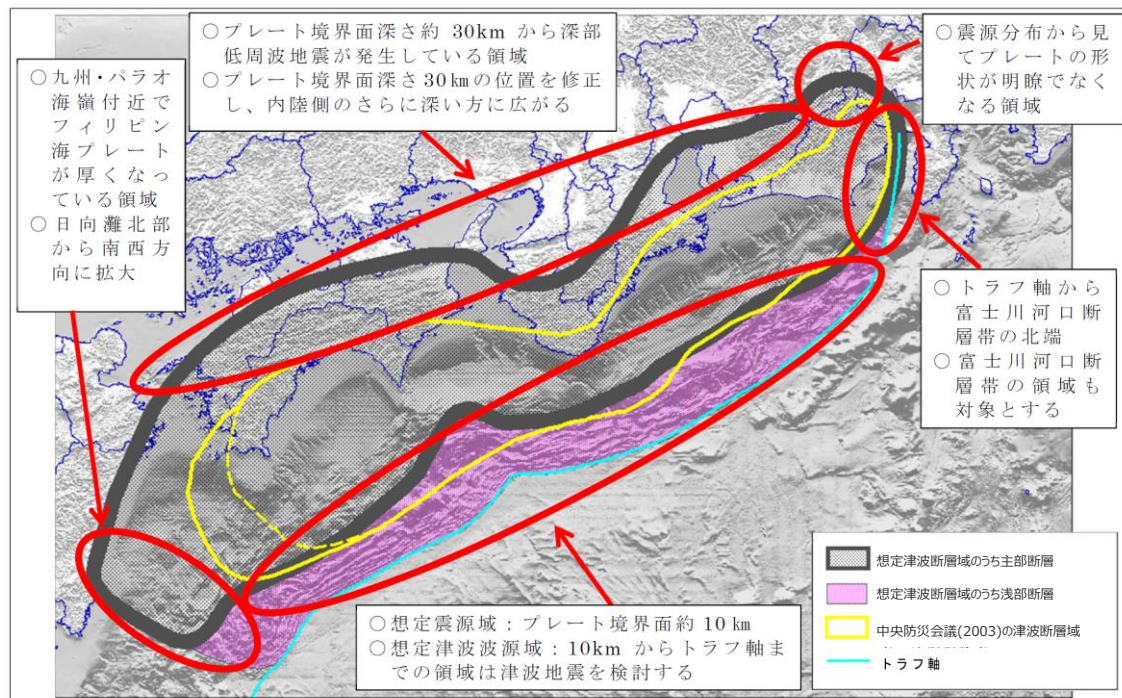 ○プレート境界面深さ約 30km から深部
低周波地震が発生している領域
○プレート境界面深さ30㎞の位置を修正
し、内陸側のさらに深い方に広がる
○震源分布から見
てプレートの形
状が明瞭でなく
なる領域
○九州・パラオ
海嶺付近で
フィリピン
海プレート
が厚くなっ
ている領域
○日向灘北部
から南西方
向に拡大
○トラフ軸から
富士川河口断
層帯の北端
○富士川河口断
層帯の領域も
対象とする
○想定震源域：プレート境界面約 10 ㎞
○想定津波波源域：10km からトラフ軸ま
での領域は津波地震を検討する
想定津波断層域のうち主部断層
想定津波断層域のうち浅部断層
中央防災会議(2003)の津波断層域
トラフ軸